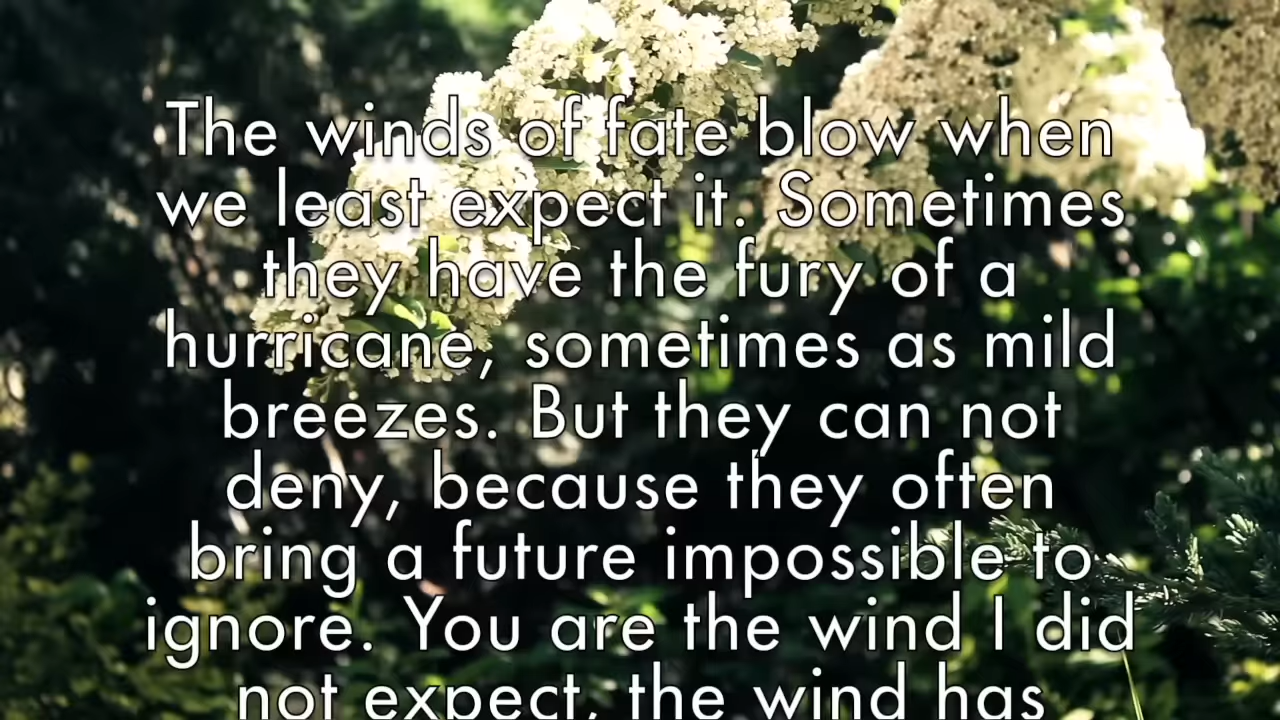 The winds of fate blow when
we least expect it. Sometimes
they have the fury of a
hurricane, sometimes as mild
breezes. But they can not
deny, because they often
bring a future impossible to
ignore. You are the wind I did
not expect, the wind has